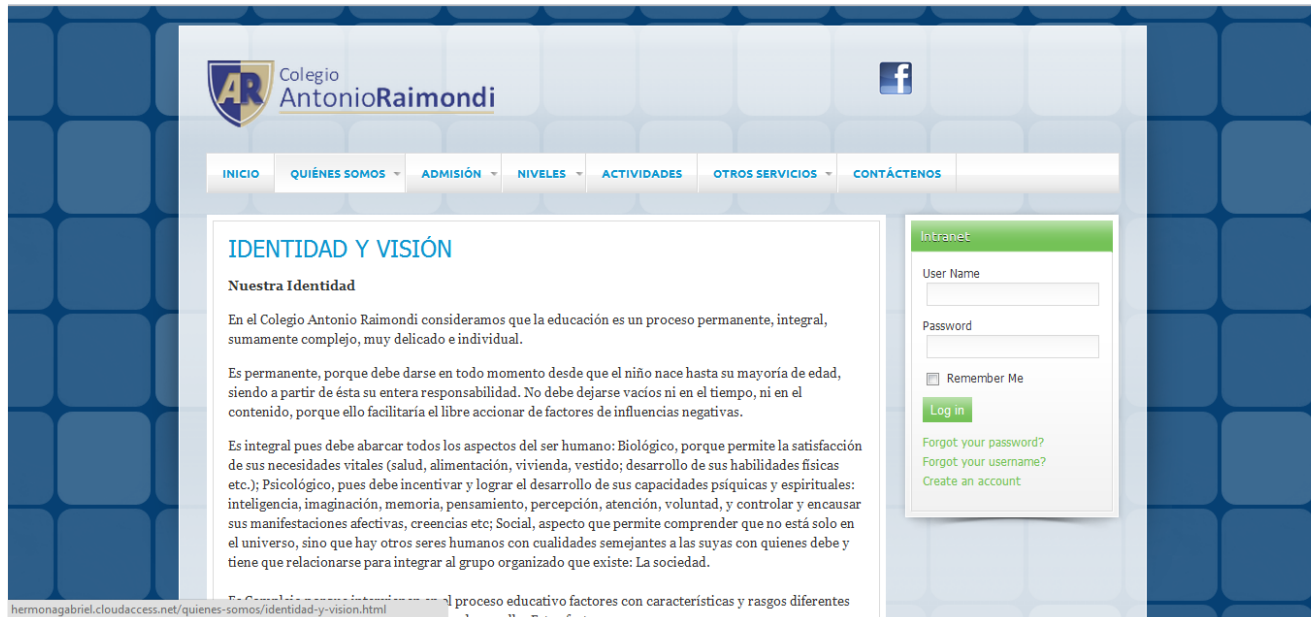 AR
Colegio
AntonioRaimondi
f
INICIO QUIÉNES SOMOS ADMISIÓN NIVELES ACTIVIDADES OTROS SERVICIOS CONTÁCTENOS
IDENTIDAD Y VISIÓN
Nuestra Identidad
En el Colegio Antonio Raimondi consideramos que la educación es un proceso permanente, integral,
sumamente complejo, muy delicado e individual.
Es permanente, porque debe darse en todo momento desde que el niño nace hasta su mayoría de edad,
siendo a partir de ésta su entera responsabilidad. No debe dejarse vacíos ni en el tiempo, ni en el
contenido, porque ello facilitaría el libre accionar de factores de influencias negativas.
Es integral pues debe abarcar todos los aspectos del ser humano: Biológico, porque permite la satisfacción
de sus necesidades vitales (salud, alimentación, vivienda, vestido; desarrollo de sus habilidades físicas
etc.); Psicológico, pues debe incentivar y lograr el desarrollo de sus capacidades psíquicas y espirituales:
inteligencia, imaginación, memoria, pensamiento, percepción, atención, voluntad, y controlar y encausar
sus manifestaciones afectivas, creencias etc; Social, aspecto que permite comprender que no está solo en
el universo, sino que hay otros seres humanos con cualidades semejantes a las suyas con quienes debe y
tiene que relacionarse para integrar al grupo organizado que existe: La sociedad.
el proceso educativo factores con características y rasgos diferentes
Intranet
User Name
Password
Remember Me
Log in
Forgot your password?
Forgot your username?
Create an account
hermonagabriel.cloudaccess.net/quienes-somos/identidad-y-vision.html